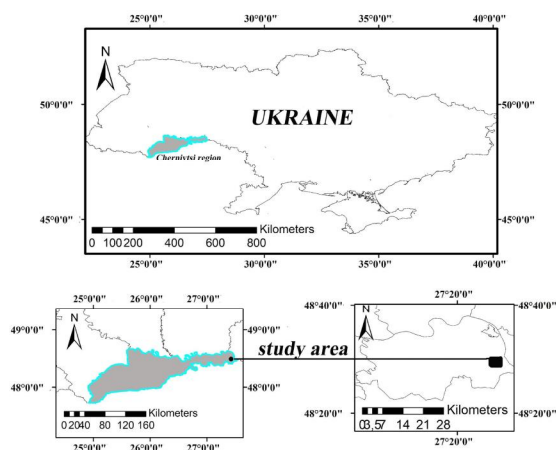 25°0'0" 30°0'0" 35°0'0" 40°0'0"
N
50°0'0" 50°0'0"
UKRAINE
Chernivtsi region
45°0'0" 45°0'0"
Kilometers
0 100 200 400 600 800
25°0'0" 30°0'0" 35°0'0" 40°0'0"
25°0'0" 26°0'0" 27°0'0"
N
49°0'0" 49°0'0"
48°0'0" 48°0'0"
Kilometers
0 20 40 80 120 160
25°0'0" 26°0'0" 27°0'0"
study area
27°20'0"
48°40'0" 48°40'0"
N
Kilometers
0 3,5 7 14 21 28
48°20'0" 48°20'0"
27°20'0"